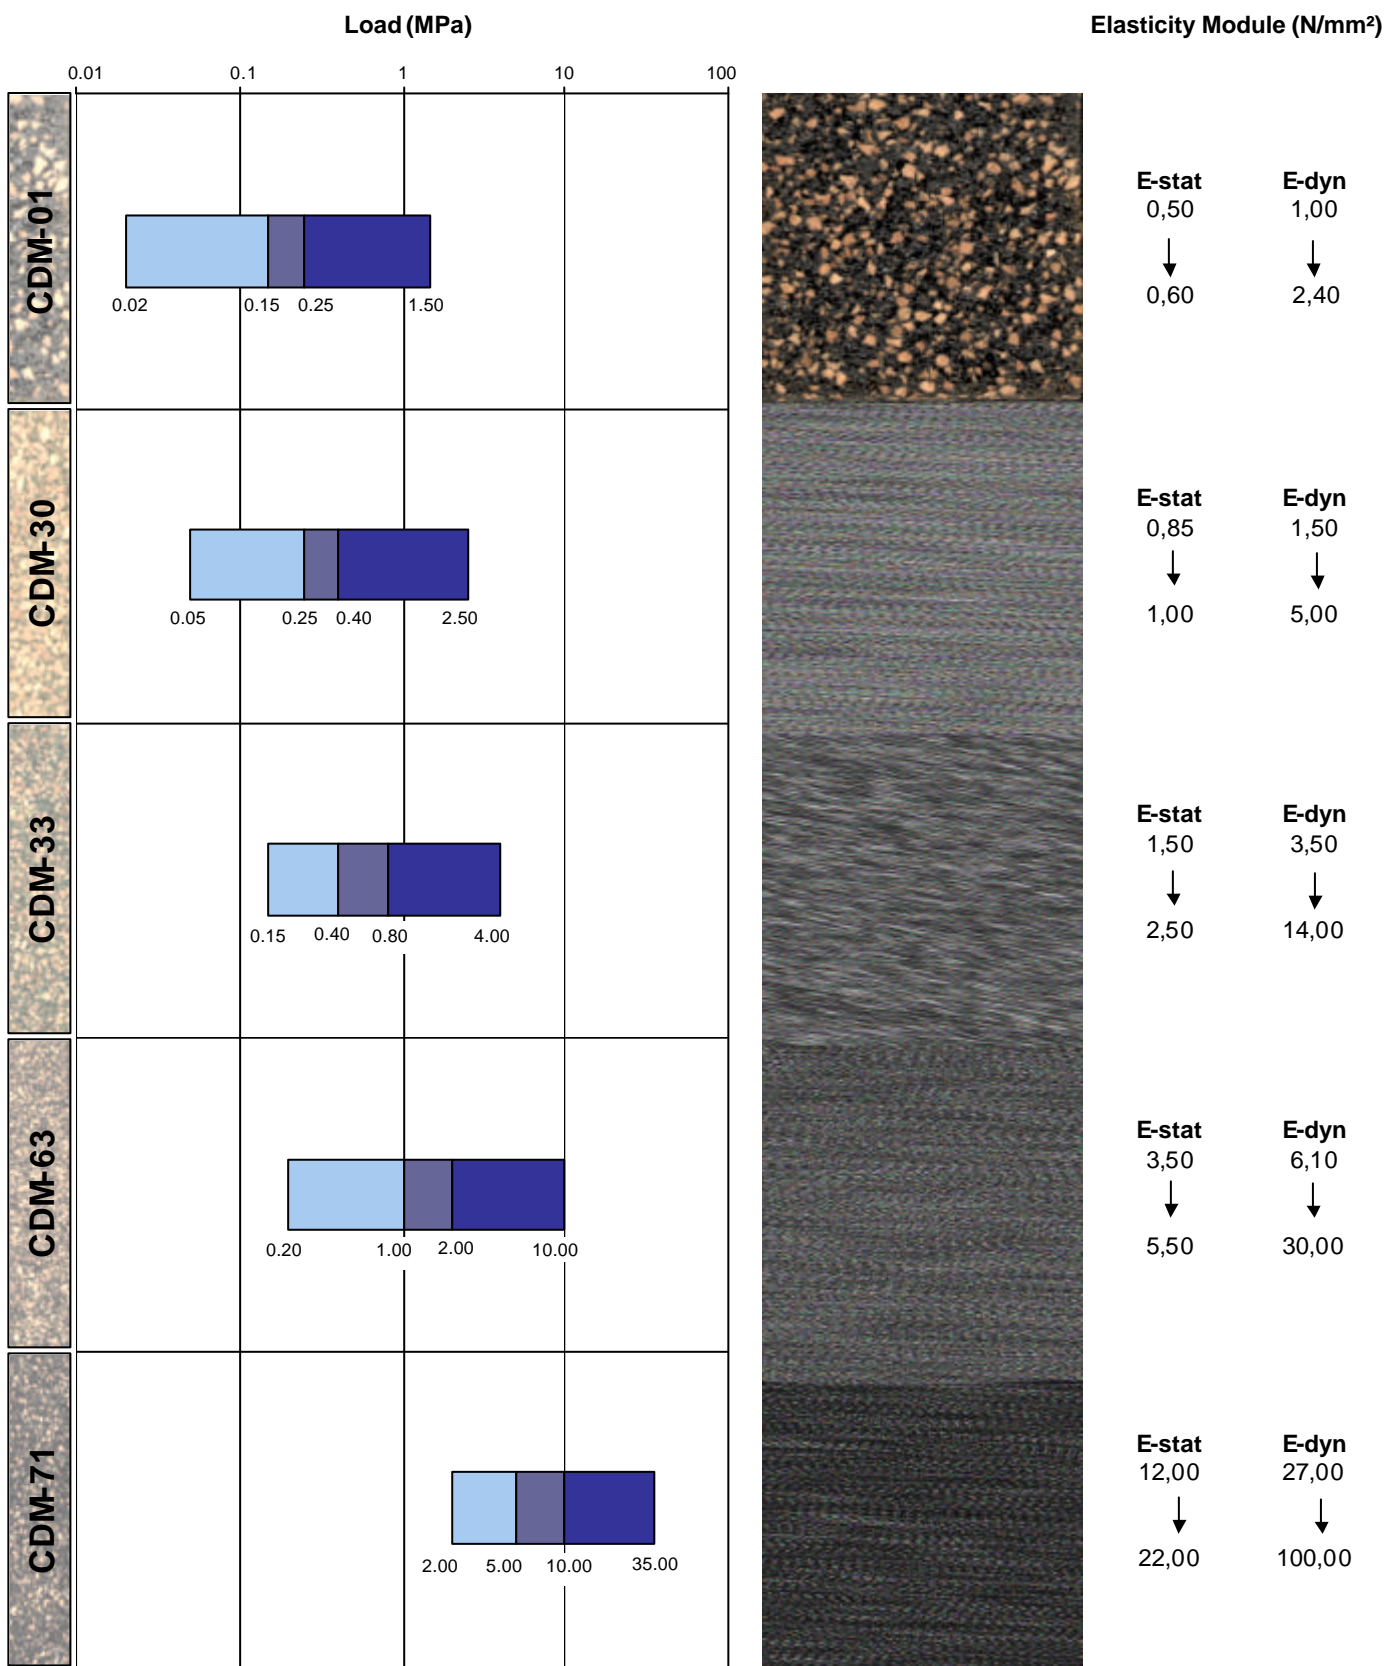 Load (MPa)
Elasticity Module (N/mm²)
0.01 0.1 1 10 100
CDM-01
0.02 0.15 0.25 1.50
E-stat E-dyn
0,50 1,00
0,60 2,40
CDM-30
0.05 0.25 0.40 2.50
E-stat E-dyn
0,85 1,50
1,00 5,00
CDM-33
0.15 0.40 0.80 4.00
E-stat E-dyn
1,50 3,50
2,50 14,00
CDM-63
0.20 1.00 2.00 10.00
E-stat E-dyn
3,50 6,10
5,50 30,00
CDM-71
2.00 5.00 10.00 35.00
E-stat E-dyn
12,00 27,00
22,00 100,00